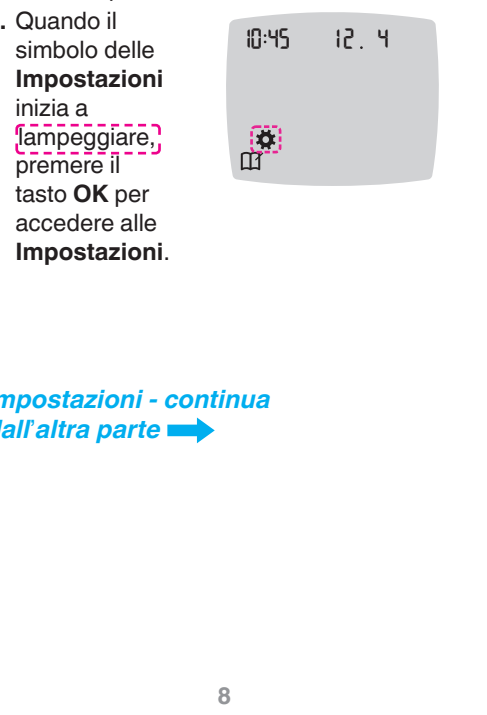 . Quando il
simbolo delle
Impostazioni
inizia a
lampeggiare,
premere il
tasto OK per
accedere alle
Impostazioni.
10:45 12. 4
mpostazioni - continua
all'altra parte
8